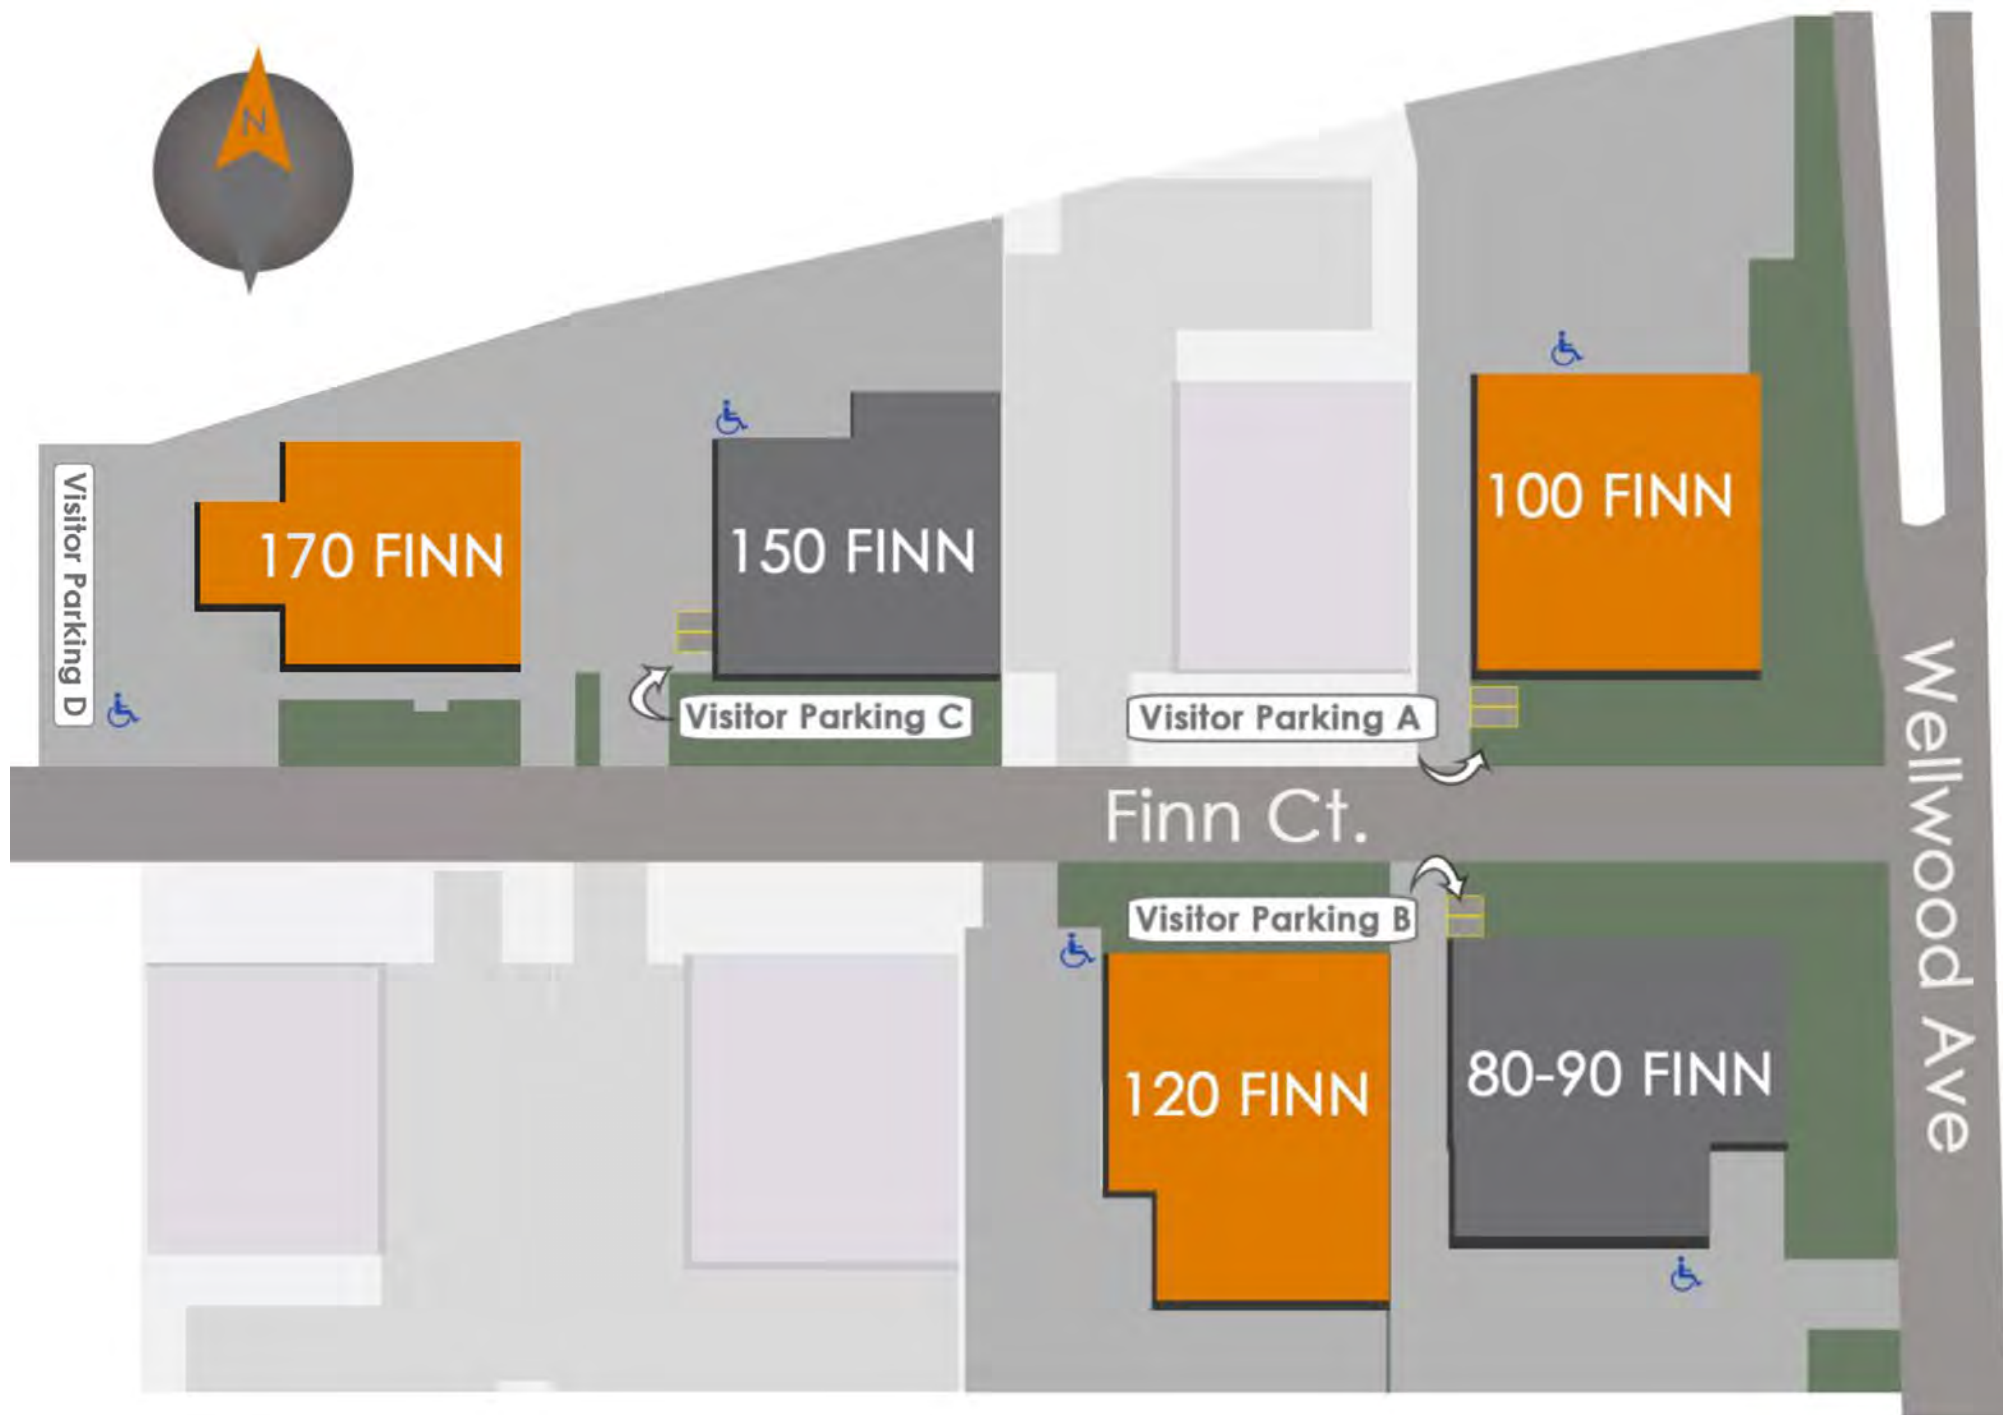 N
100 FINN
170 FINN
150 FINN
Visitor Parking D
Visitor Parking C
Visitor Parking A
Wellwood Ave
Finn Ct.
Visitor Parking B
120 FINN
80-90 FINN